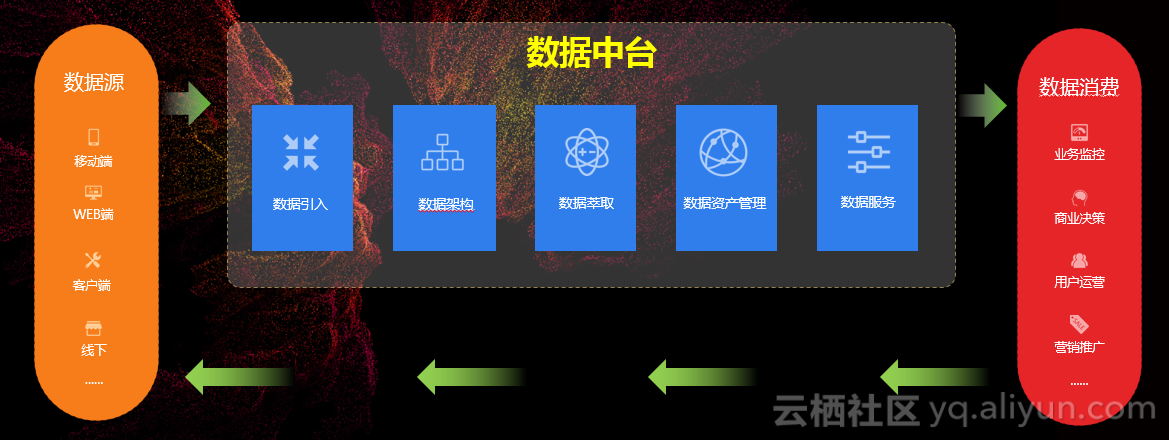 数据源
移动端
WEB端
客户端
线下
......
数据中台
数据引入
数据架构
数据萃取
数据资产管理
数据服务
数据消费
业务监控
商业决策
用户运营
SALE
营销推广
......
云栖社区 yq.aliyun.com